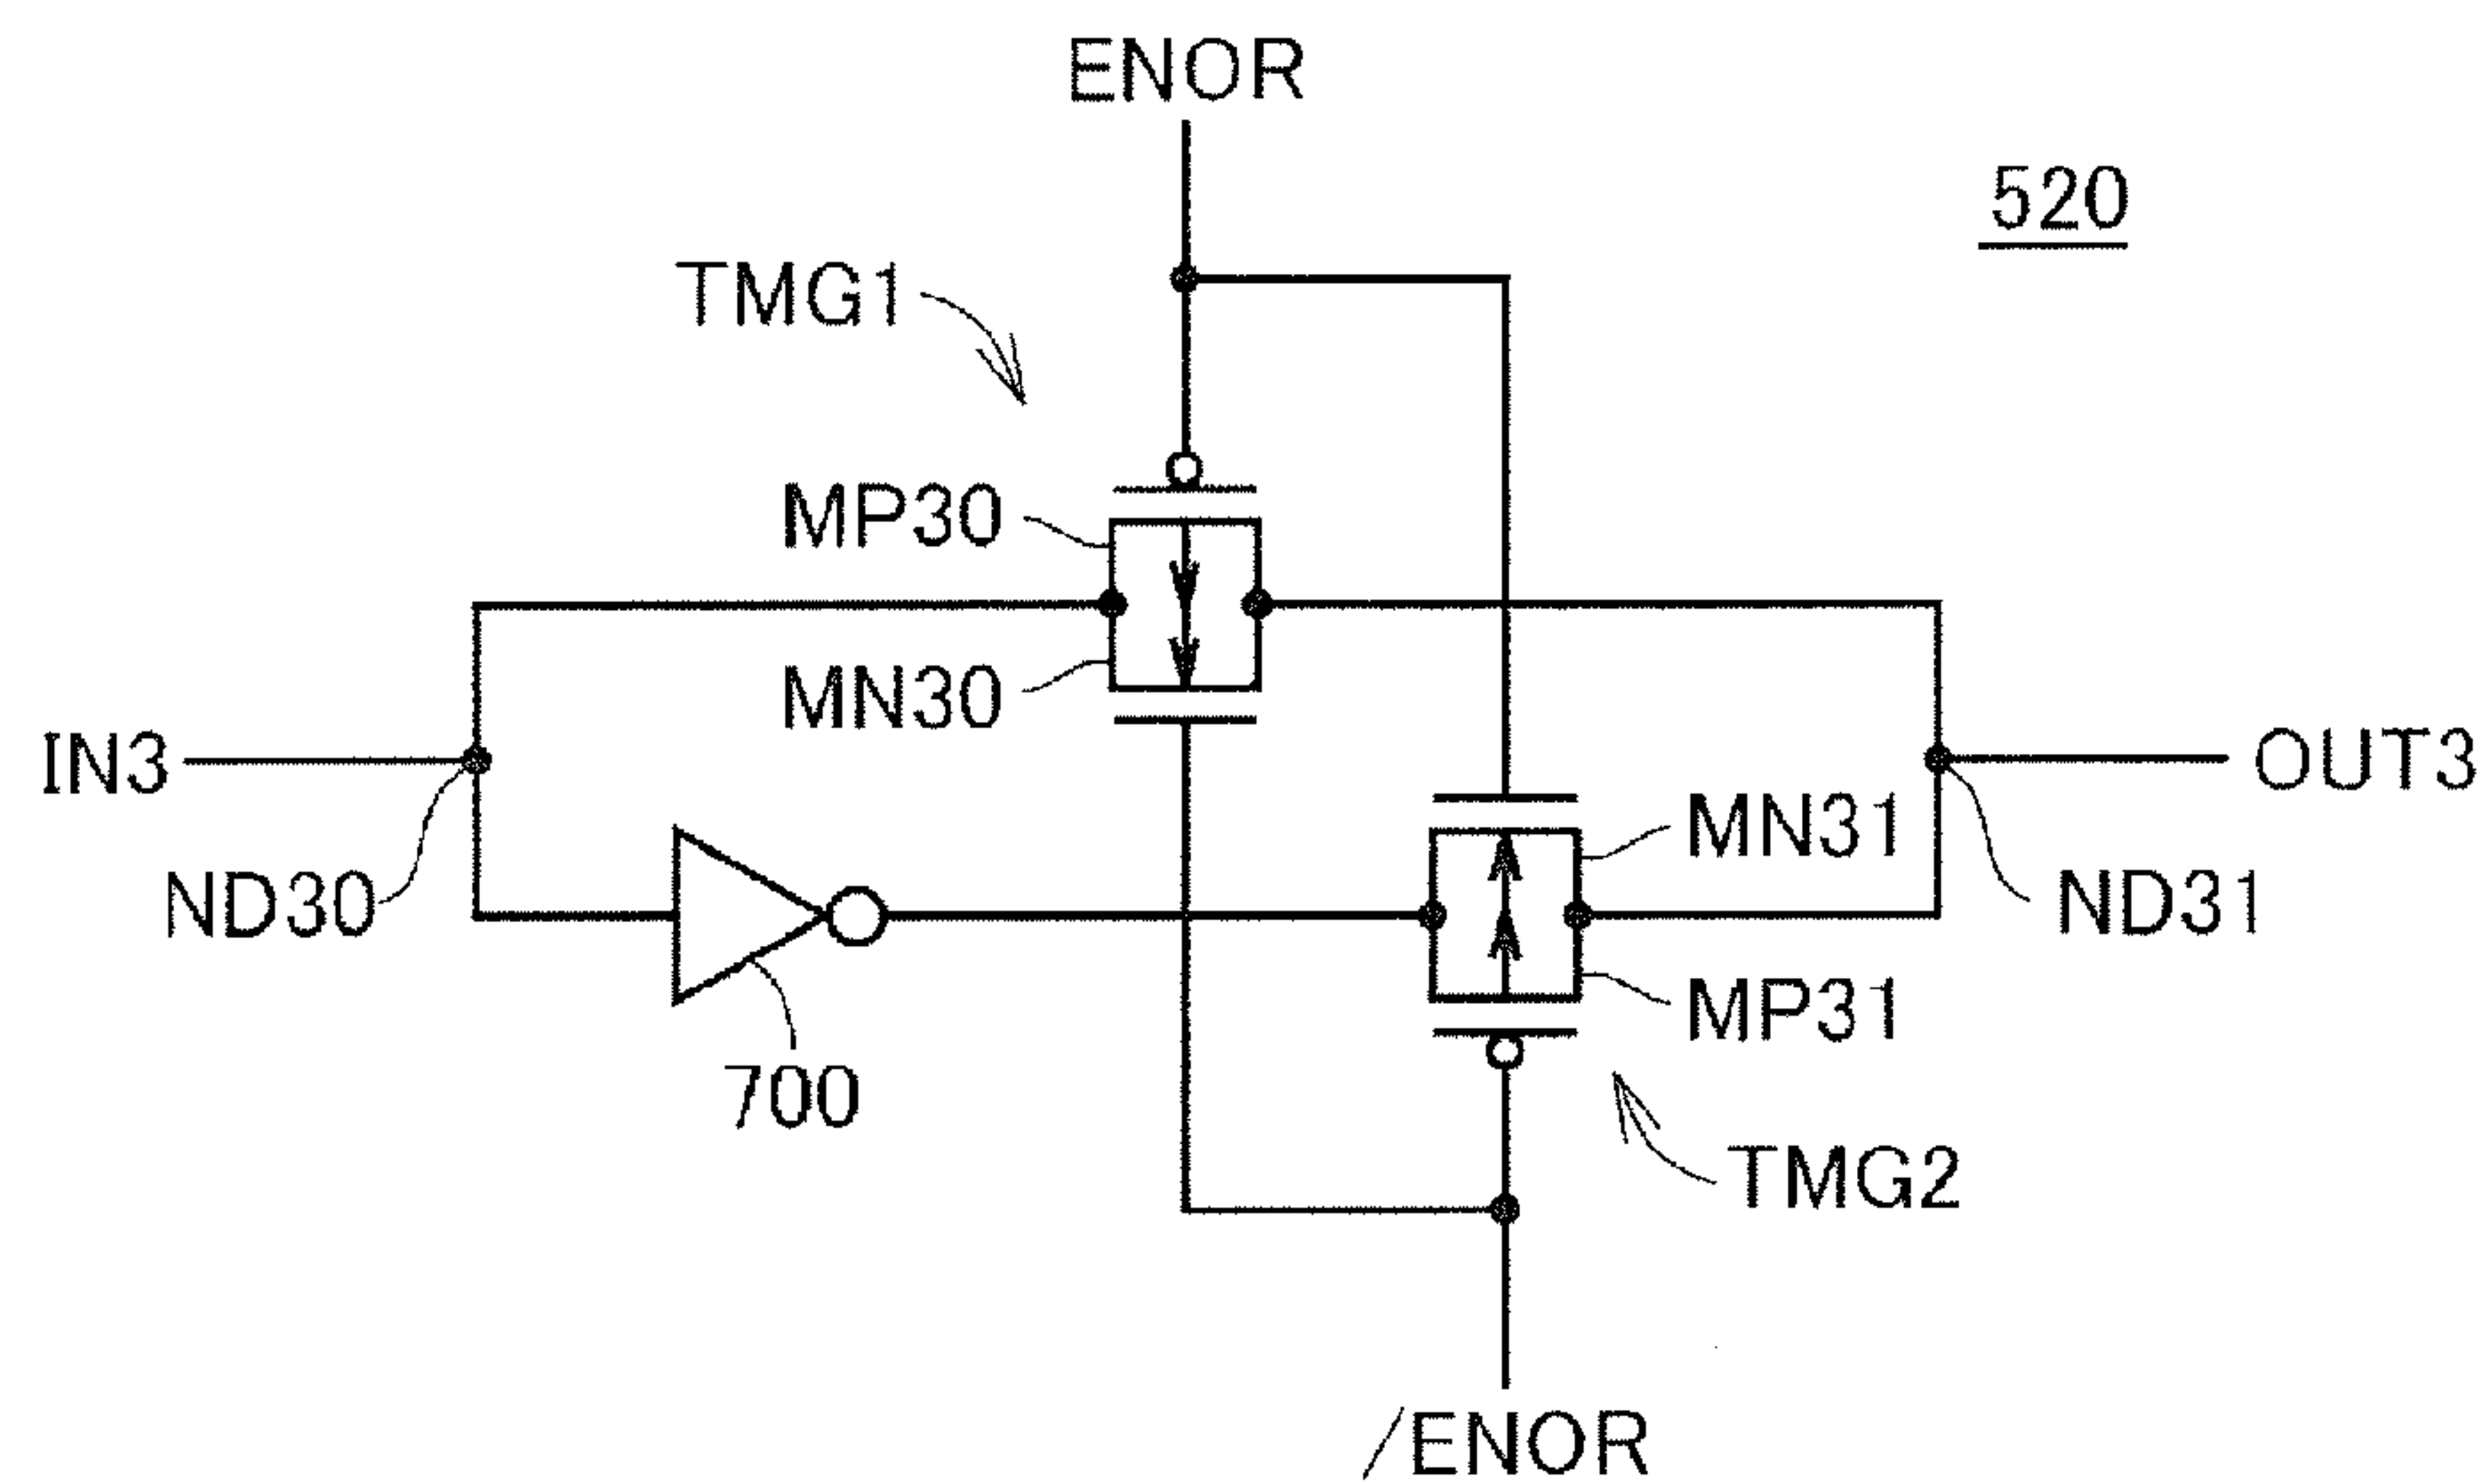 ENOR
520
TMG1
MP30
MN30
IN3
OUT3
MN31
ND30
ND31
MP31
700
TMG2
/ENOR